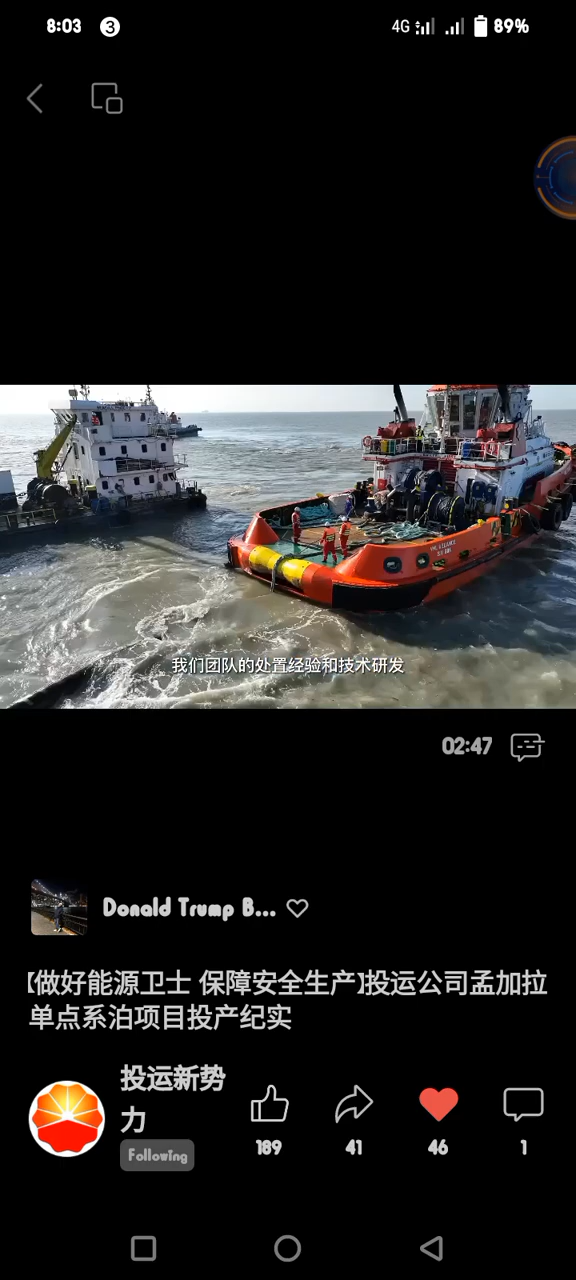 8:03
3
4G
89%
我们团队的处置经验和技术研发
02:47
Donald Trump B...
【做好能源卫士 保障安全生产】投运公司孟加拉
单点系泊项目投产纪实
投运新势
力
Following
189
41
46
1